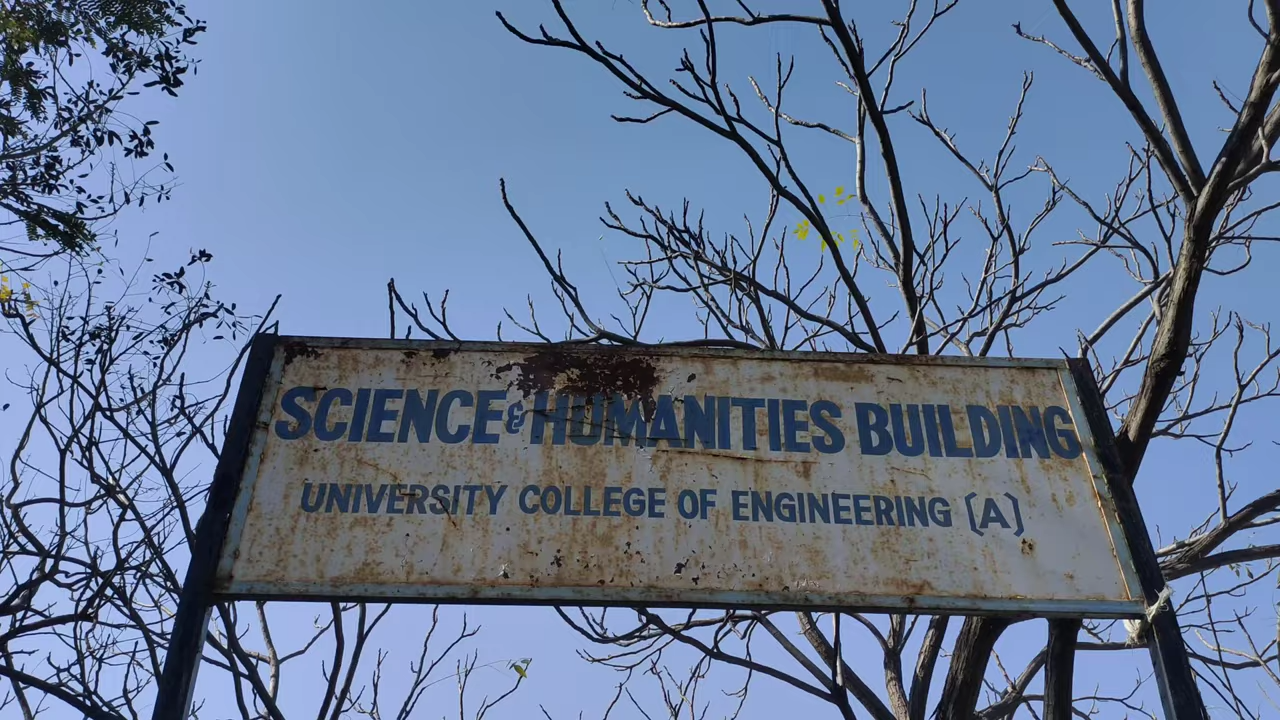 SCIENCE & HUMANITIES BUILDING
UNIVERSITY COLLEGE OF ENGINEERING (A)